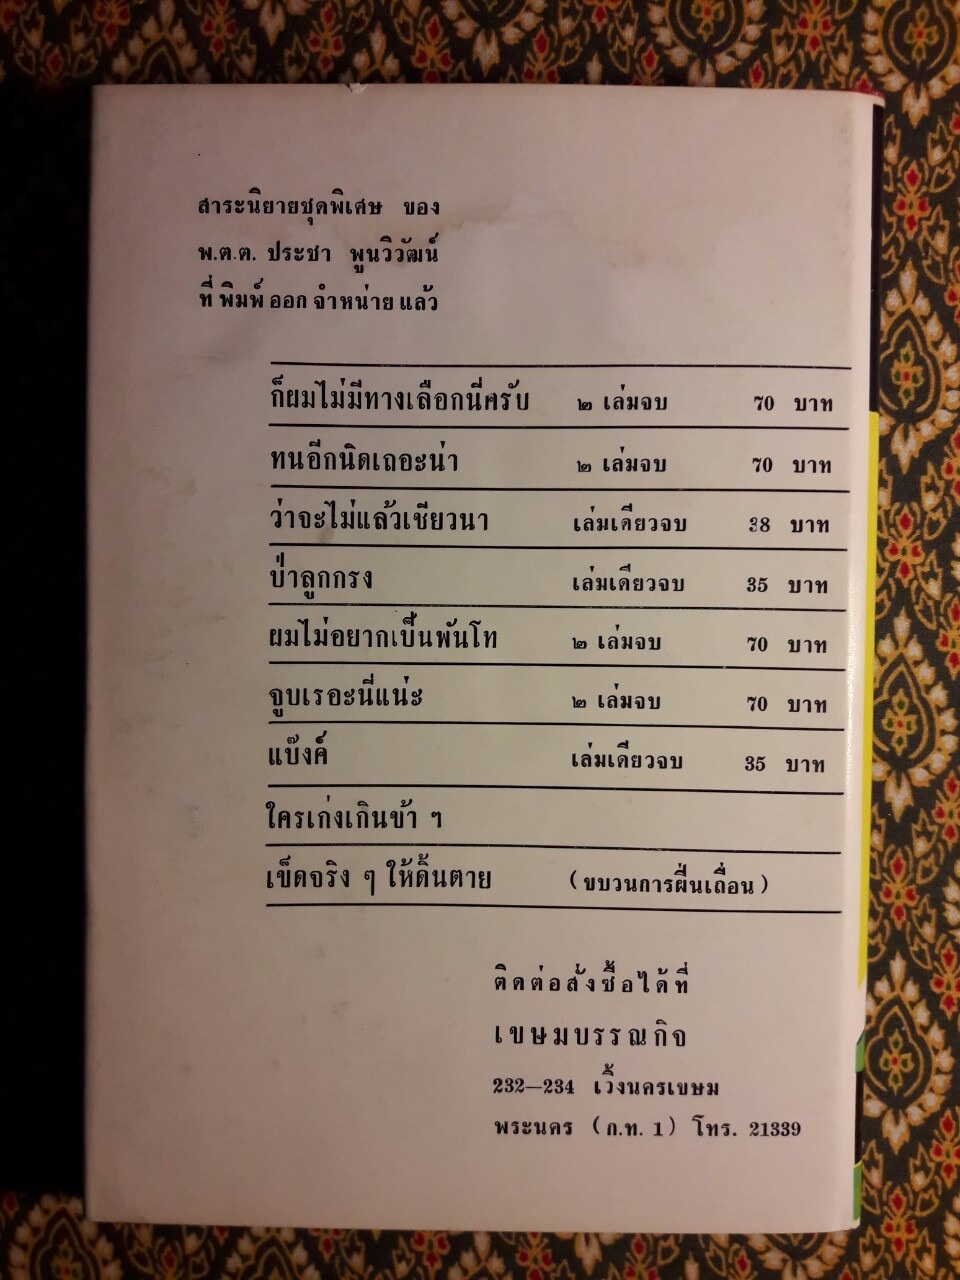 สาระนิยายชุดพิเศษ ของ
พ.ต.ต. ประชา พูนวิวัฒน์
ที่ พิมพ์ ออก จำหน่าย แล้ว
ก็ผมไม่มีทางเลือกนี่ครับ ๒ เล่มจบ 70 บาท
ทนอีกนิดเถอะน่า ๒ เล่มจบ 70 บาท
ว่าจะไม่แล้วเชียวนา เล่มเดียวจบ 38 บาท
ป่าลูกกรง เล่มเดียวจบ 35 บาท
ผมไม่อยากเป็นพันโท ๒ เล่มจบ 70 บาท
จูบเรอะนี่แน่ะ ๒ เล่มจบ 70 บาท
แบ๊งค์ เล่มเดียวจบ 35 บาท
ใครเก่งเกินข้า ฯ
เข็ดจริง ๆ ให้ดิ้นตาย (ขบวนการฝิ่นเถื่อน)
ติดต่อสั่งซื้อได้ที่
เขษมบรรณกิจ
232—234 เวิ้งนครเขษม
พระนคร (ก.ท. 1) โทร. 21339